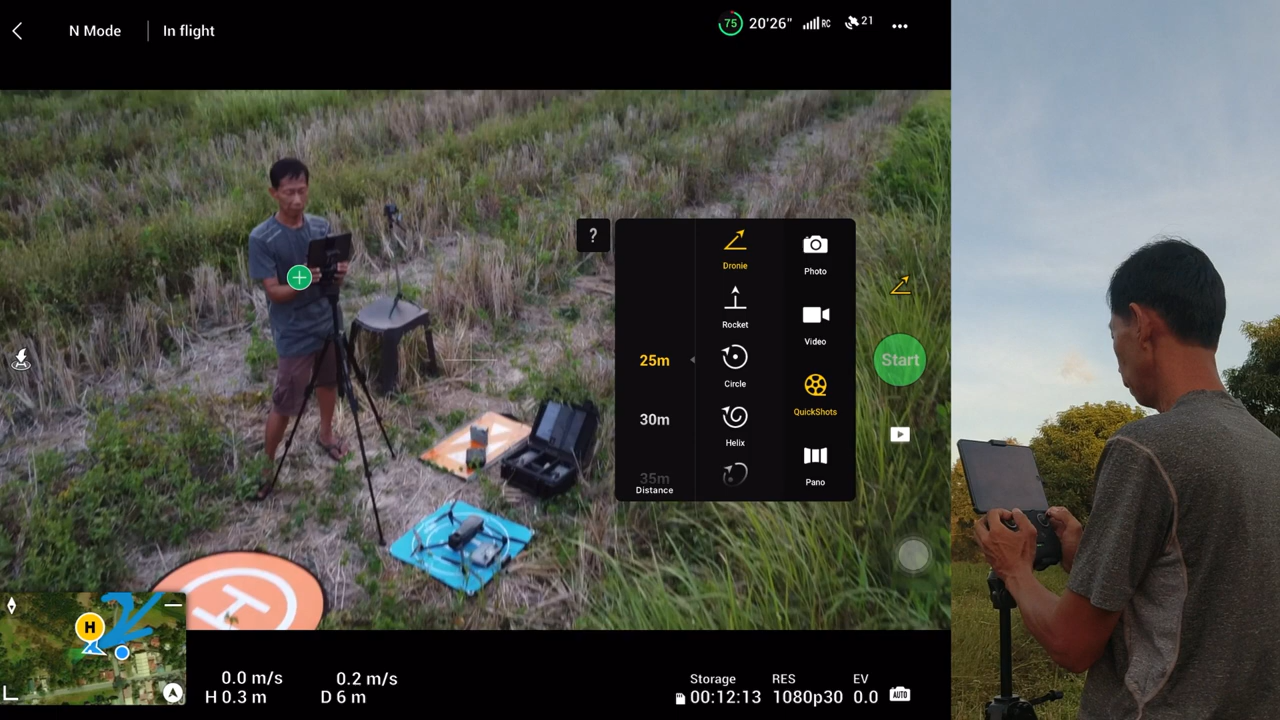 N Mode
In flight
75
20'26"
RC
21
?
Dronie
Photo
Rocket
Video
25m
Circle
Start
QuickShots
30m
Helix
35m
Distance
Pano
H
H
0.0 m/s
0.2 m/s
H 0.3 m
D 6 m
Storage
RES
EV
00:12:13
1080p30
0.0
AUTO